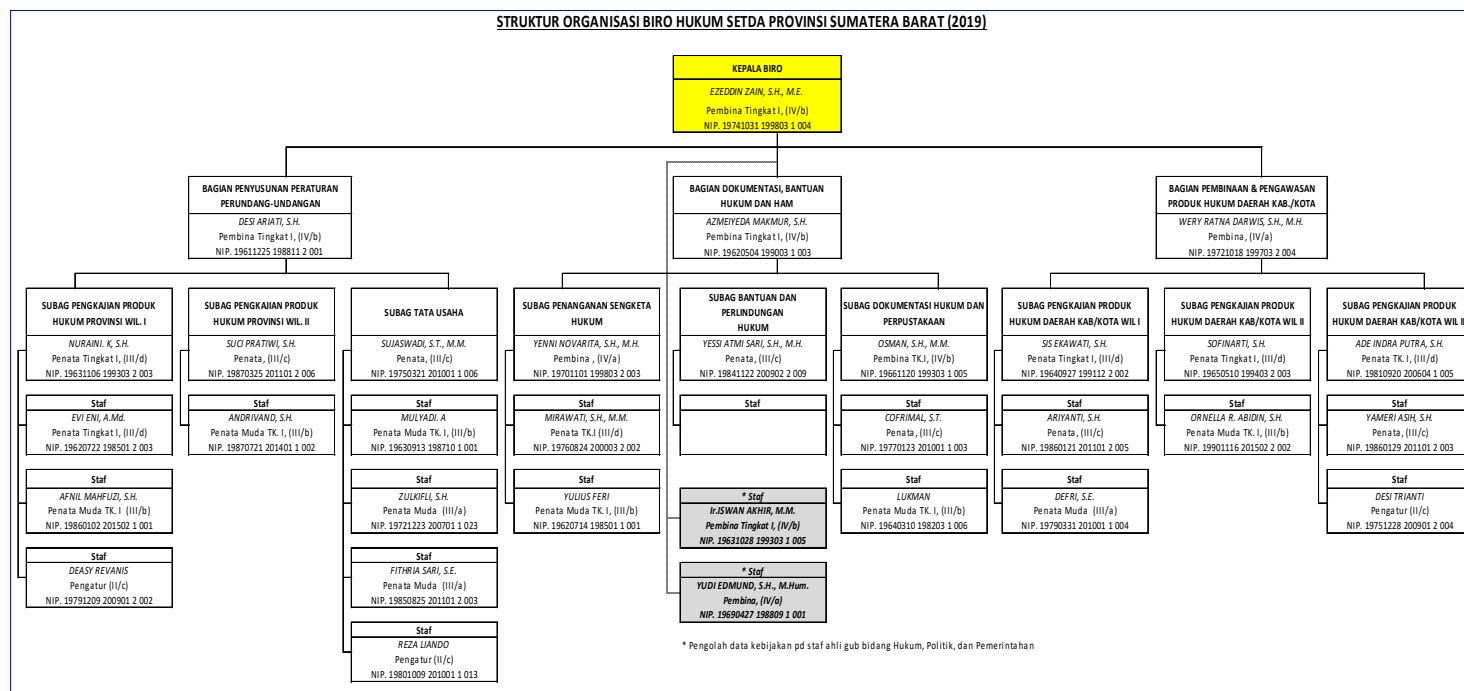 STRUKTUR ORGANISASI BIRO HUKUM SETDA PROVINSI SUMATERA BARAT (2019)
KEPALA BIRO
EZEDDIN ZAIN, S.H., M.E.
Pembina Tingkat I, (IV/b)
NIP. 19741031 199803 1 004
BAGIAN PENYUSUNAN PERATURAN
PERUNDANG-UNDANGAN
DESI ARIATI, S.H.
Pembina Tingkat I, (IV/b)
NIP. 19611225 198811 2 001
BAGIAN DOKUMENTASI, BANTUAN
HUKUM DAN HAM
AZMEIYEDA MAKMUR, S.H.
Pembina Tingkat I, (IV/b)
NIP. 19620504 199003 1 003
BAGIAN PEMBINAAN & PENGAWASAN
PRODUK HUKUM DAERAH KAB./KOTA
WERY RATNA DARWIS, S.H., M.H.
Pembina, (IV/a)
NIP. 19721018 199703 2 004
SUBAG PENGKAJIAN PRODUK
HUKUM PROVINSI WIL. I
NURAINI. K, S.H.
Penata Tingkat I, (III/d)
NIP. 19631106 199303 2 003
SUBAG PENGKAJIAN PRODUK
HUKUM PROVINSI WIL. II
SUCI PRATIWI, S.H.
Penata, (III/c)
NIP. 19870325 201101 2 006
SUBAG TATA USAHA
SUJASWADI, S.T., M.M.
Penata, (III/c)
NIP. 19750321 201001 1 006
SUBAG PENANGANAN SENGKETA
HUKUM
YENNI NOVARITA, S.H., M.H.
Pembina , (IV/a)
NIP. 19701101 199803 2 003
SUBAG BANTUAN DAN
PERLINDUNGAN
HUKUM
YESSI ATMI SARI, S.H., M.H.
Penata, (III/c)
NIP. 19841122 200902 2 009
SUBAG DOKUMENTASI HUKUM DAN
PERPUSTAKAAN
OSMAN, S.H., M.M.
Pembina TK.I, (IV/b)
NIP. 19661120 199303 1 005
SUBAG PENGKAJIAN PRODUK
HUKUM DAERAH KAB/KOTA WIL I
SIS EKAWATI, S.H.
Penata Tingkat I, (III/d)
NIP. 19640927 199112 2 002
SUBAG PENGKAJIAN PRODUK
HUKUM DAERAH KAB/KOTA WIL II
SOFINARTI, S.H.
Penata Tingkat I, (III/d)
NIP. 19650510 199403 2 003
SUBAG PENGKAJIAN PRODUK
HUKUM DAERAH KAB/KOTA WIL II
ADE INDRA PUTRA, S.H.
Penata TK. I, (III/d)
NIP. 19810920 200604 1 005
Staf
EVI ENI, A.Md.
Penata Tingkat I, (III/d)
NIP. 19620722 198501 2 003
Staf
ANDRIVAND, S.H.
Penata Muda TK. I, (III/b)
NIP. 19870721 201401 1 002
Staf
MULYADI. A
Penata Muda TK. I, (III/b)
NIP. 19630913 198710 1 001
Staf
MIRAWATI, S.H., M.M.
Penata TK.I (III/d)
NIP. 19760824 200003 2 002
Staf
Staf
COFRIMAL, S.T.
Penata, (III/c)
NIP. 19770123 201001 1 003
Staf
ARIYANTI, S.H.
Penata, (III/c)
NIP. 19860121 201101 2 005
Staf
ORNELLA R. ABIDIN, S.H.
Penata Muda TK. I, (III/b)
NIP. 19901116 201502 2 002
Staf
YAMERI ASIH, S.H.
Penata, (III/c)
NIP. 19860129 201101 2 003
Staf
AFNIL MAHFUZI, S.H.
Penata Muda TK. I (III/b)
NIP. 19860102 201502 1 001
Staf
ZULKIFLI, S.H.
Penata Muda (III/a)
NIP. 19721223 200701 1 023
Staf
YULIUS FERI
Penata Muda TK. I, (III/b)
NIP. 19620714 198501 1 001
* Staf
Ir.ISWAN AKHIR, M.M.
Pembina Tingkat I, (IV/b)
NIP. 19631028 199303 1 005
Staf
LUKMAN
Penata Muda TK. I, (III/b)
NIP. 19640310 198203 1 006
Staf
DEFRI, S.E.
Penata Muda (III/a)
NIP. 19790331 201001 1 004
Staf
DESI TRIANTI
Pengatur (II/c)
NIP. 19751228 200901 2 004
Staf
DEASY REVANIS
Pengatur (II/c)
NIP. 19791209 200901 2 002
Staf
FITHRIA SARI, S.E.
Penata Muda (III/a)
NIP. 19850825 201101 2 003
* Staf
YUDI EDMUND, S.H., M.Hum.
Pembina, (IV/a)
NIP. 19690427 198809 1 001
Staf
REZA LIANDO
Pengatur (II/c)
NIP. 19801009 201001 1 013
* Pengolah data kebijakan pd staf ahli gub bidang Hukum, Politik, dan Pemerintahan